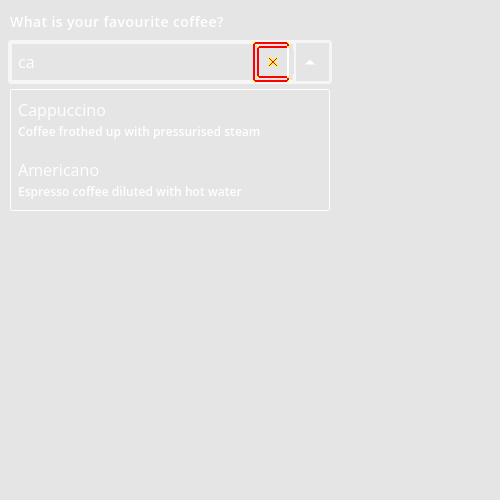 What is your favourite coffee?
ca
Cappuccino
Coffee frothed up with pressurised steam
Americano
Espresso coffee diluted with hot water